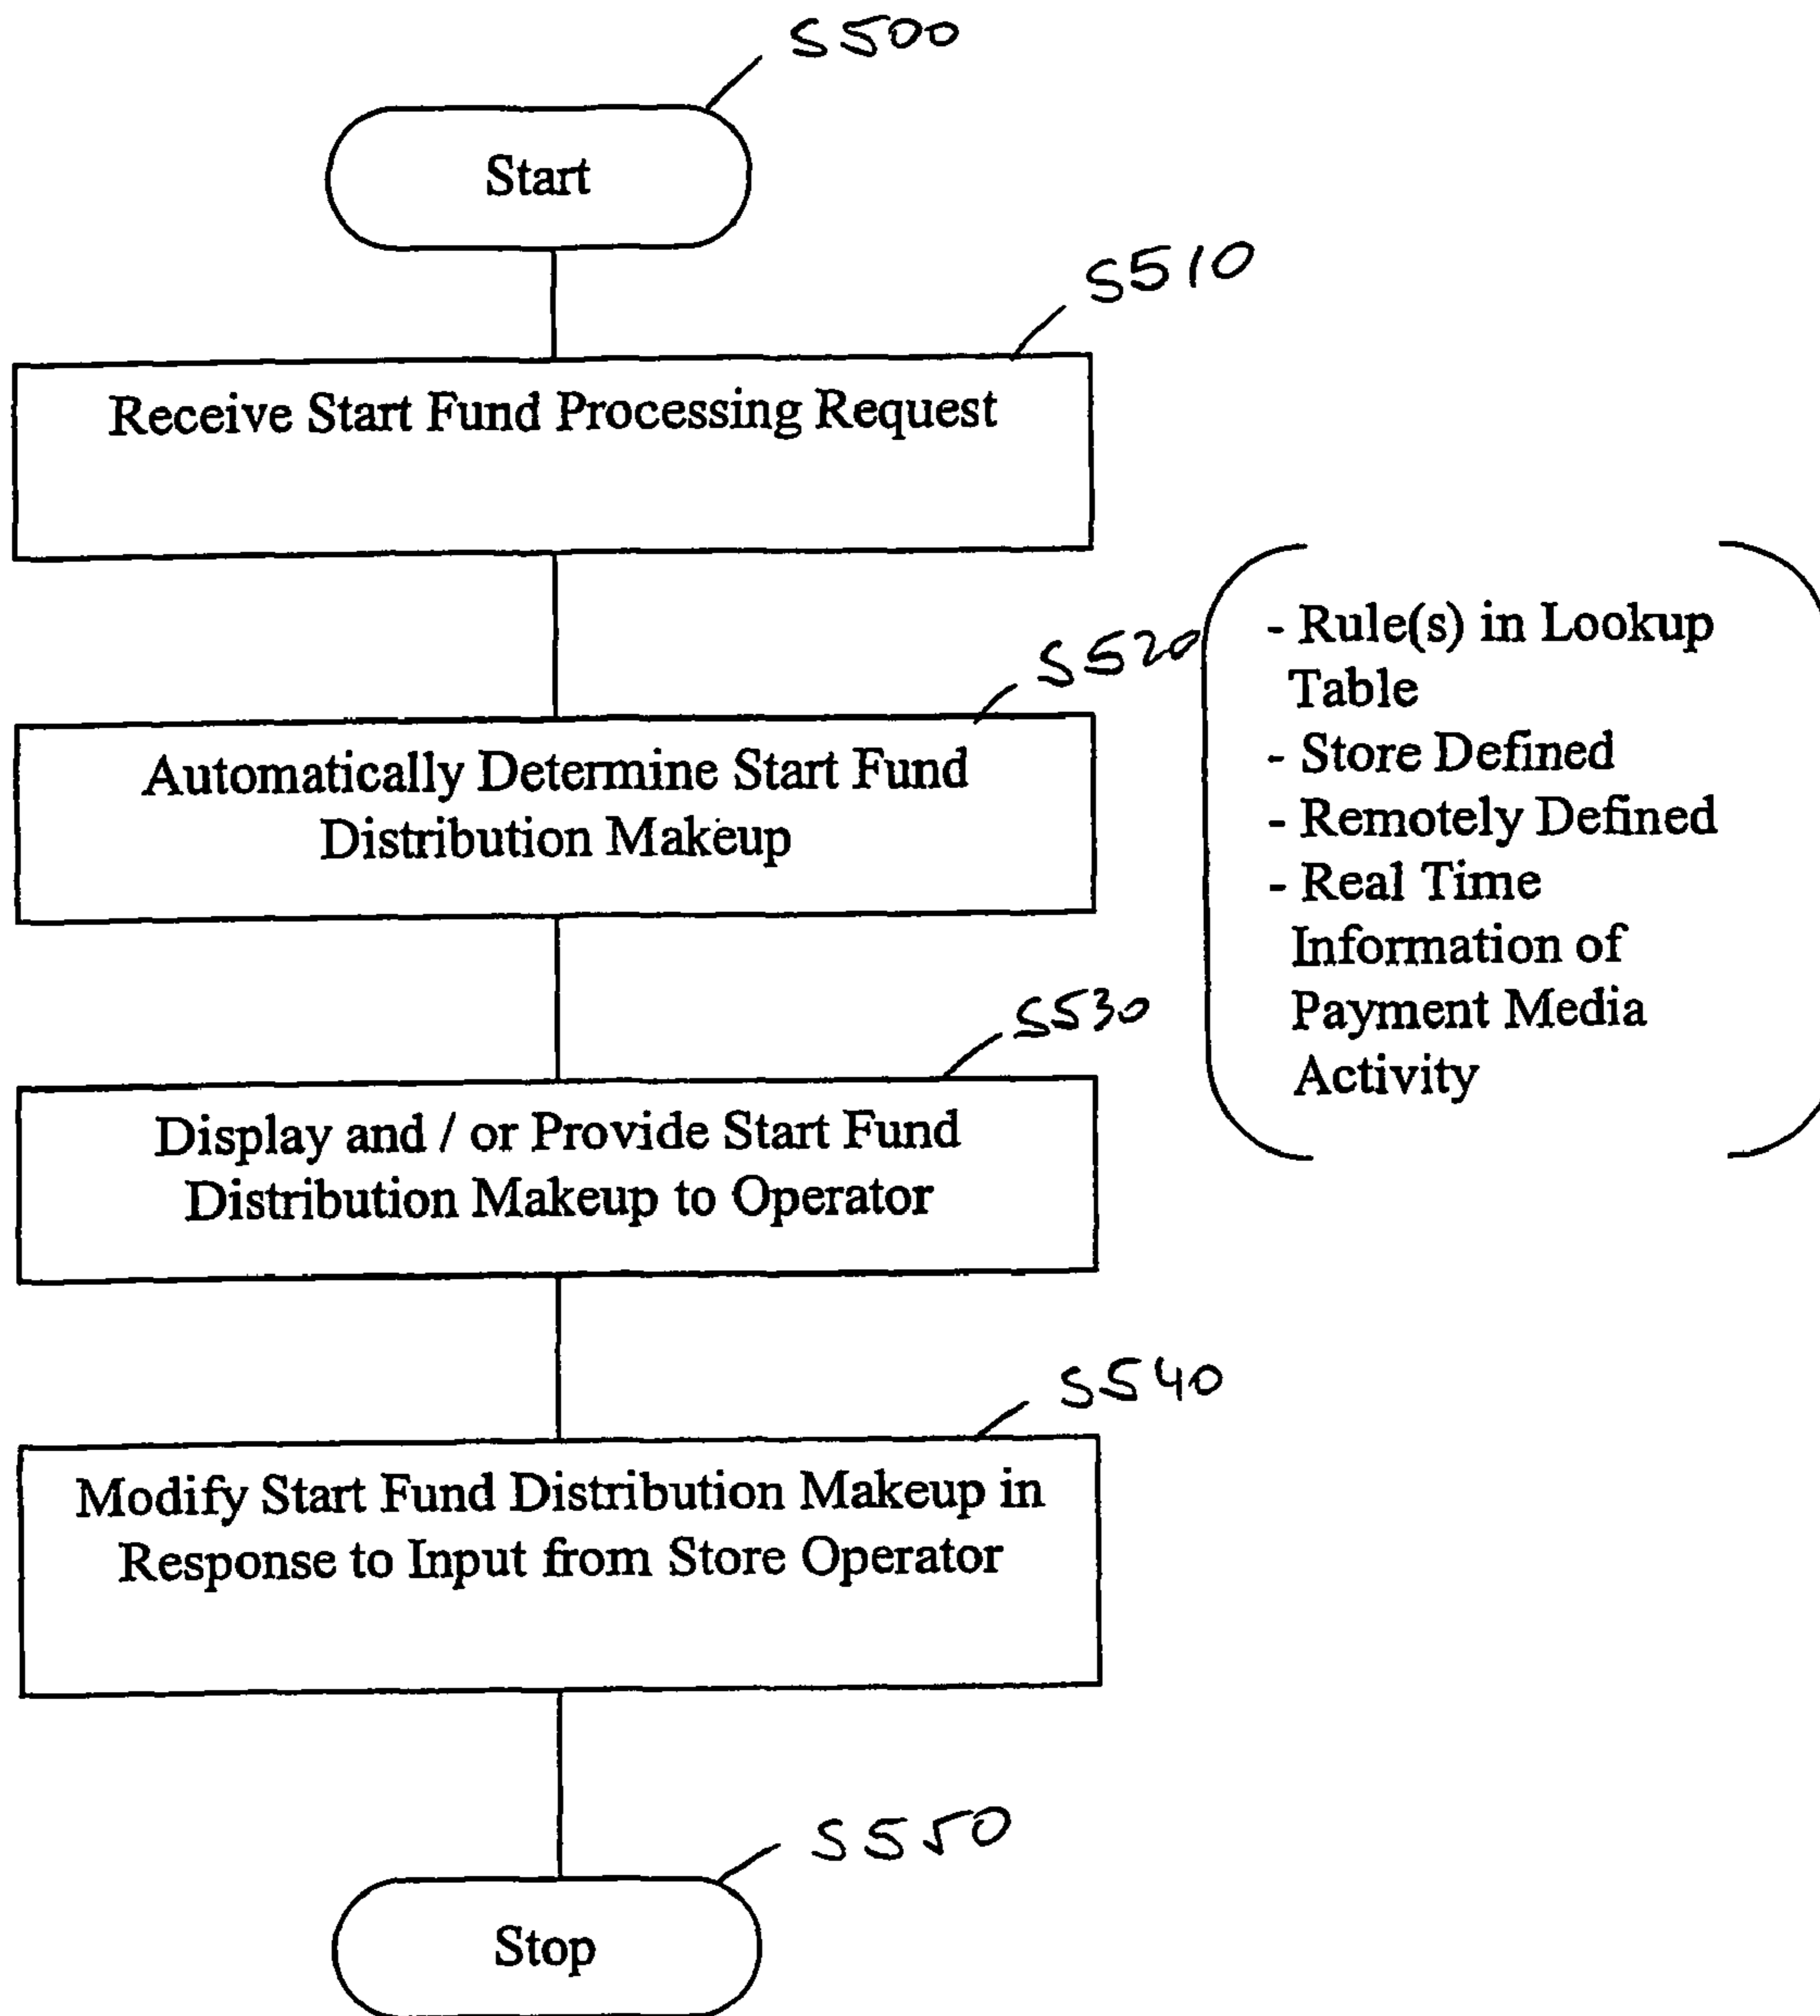 S500
Start
S510
Receive Start Fund Processing Request
S520
Automatically Determine Start Fund
Distribution Makeup
- Rule(s) in Lookup
Table
- Store Defined
- Remotely Defined
- Real Time
Information of
Payment Media
Activity
S530
Display and / or Provide Start Fund
Distribution Makeup to Operator
S540
Modify Start Fund Distribution Makeup in
Response to Input from Store Operator
S550
Stop